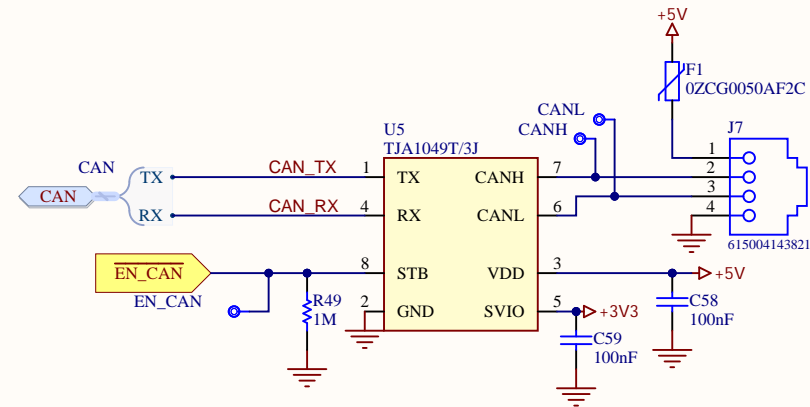 +5V
F1
0ZCG0050AF2C
CANL
CANH
J7
U5
TJA1049T/3J
CAN
CAN
TX
RX
CAN_TX
CAN_RX
1
4
8
2
TX
RX
STB
GND
CANH
CANL
VDD
SVIO
7
6
3
5
1
2
3
4
615004143821
EN_CAN
EN_CAN
R49
1M
+5V
C58
100nF
+3V3
C59
100nF